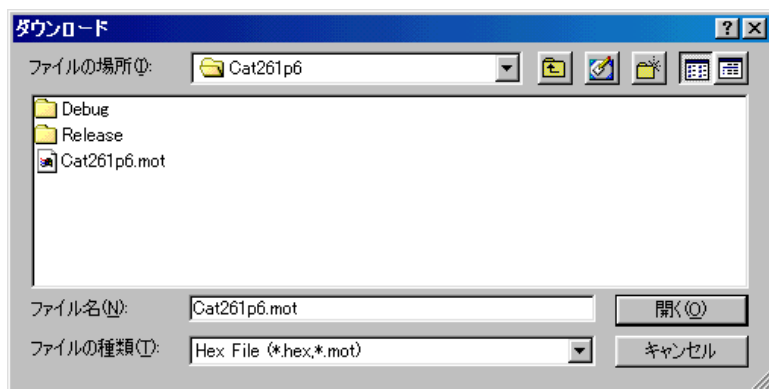 ダウンロード
ファイルの場所(I): Cat261p6
Debug
Release
Cat261p6.mot
ファイル名(N): Cat261p6.mot 開く(O)
ファイルの種類(T): Hex File (*.hex,*.mot) キャンセル